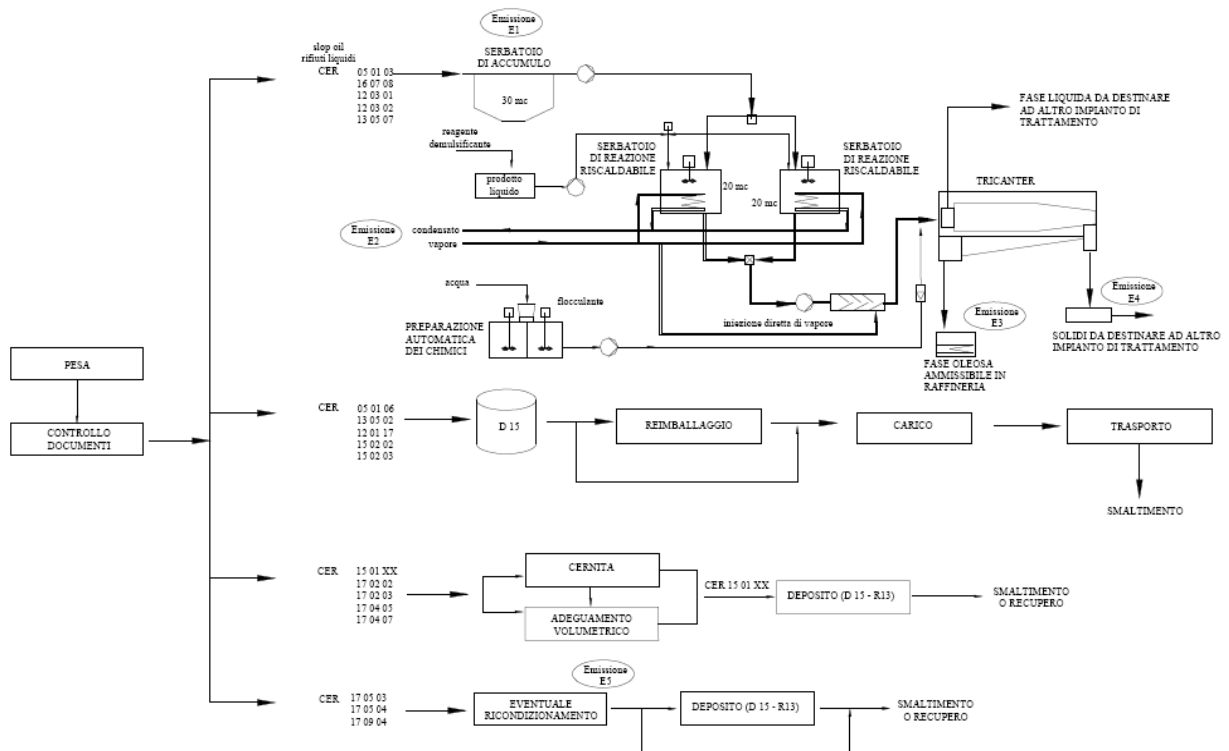 Emissione
E1
slop oil
rifiuti liquidi
CER
05 01 03
16 07 08
12 03 01
12 03 02
13 05 07
SERBATOIO
DI ACCUMULO
30 mc
reagente
demulsificante
prodotto
liquido
SERBATOIO
DI REAZIONE
RISCALDABILE
20 mc
SERBATOIO
DI REAZIONE
RISCALDABILE
20 mc
FASE LIQUIDA DA DESTINARE
AD ALTRO IMPIANTO DI
TRATTAMENTO
TRICANTER
Emissione
E2
condensato
vapore
acqua
flocculante
PREPARAZIONE
AUTOMATICA
DEI CHIMICI
iniezione diretta di vapore
Emissione
E3
Emissione
E4
FASE OLEOSA
AMMISSIBILE IN
RAFFINERIA
SOLIDI DA DESTINARE AD ALTRO
IMPIANTO DI TRATTAMENTO
PESA
CONTROLLO
DOCUMENTI
CER
05 01 06
13 05 02
12 01 17
15 02 02
15 02 03
D 15
REIMBALLAGGIO
CARICO
TRASPORTO
SMALTIMENTO
CER
15 01 XX
17 02 02
17 02 03
17 04 05
17 04 07
CERNITA
ADEGUAMENTO
VOLUMETRICO
CER 15 01 XX
DEPOSITO (D 15 - R13)
SMALTIMENTO
O RECUPERO
Emissione
E5
CER
17 05 03
17 05 04
17 09 04
EVENTUALE
RICONDIZIONAMENTO
DEPOSITO (D 15 - R13)
SMALTIMENTO
O RECUPERO